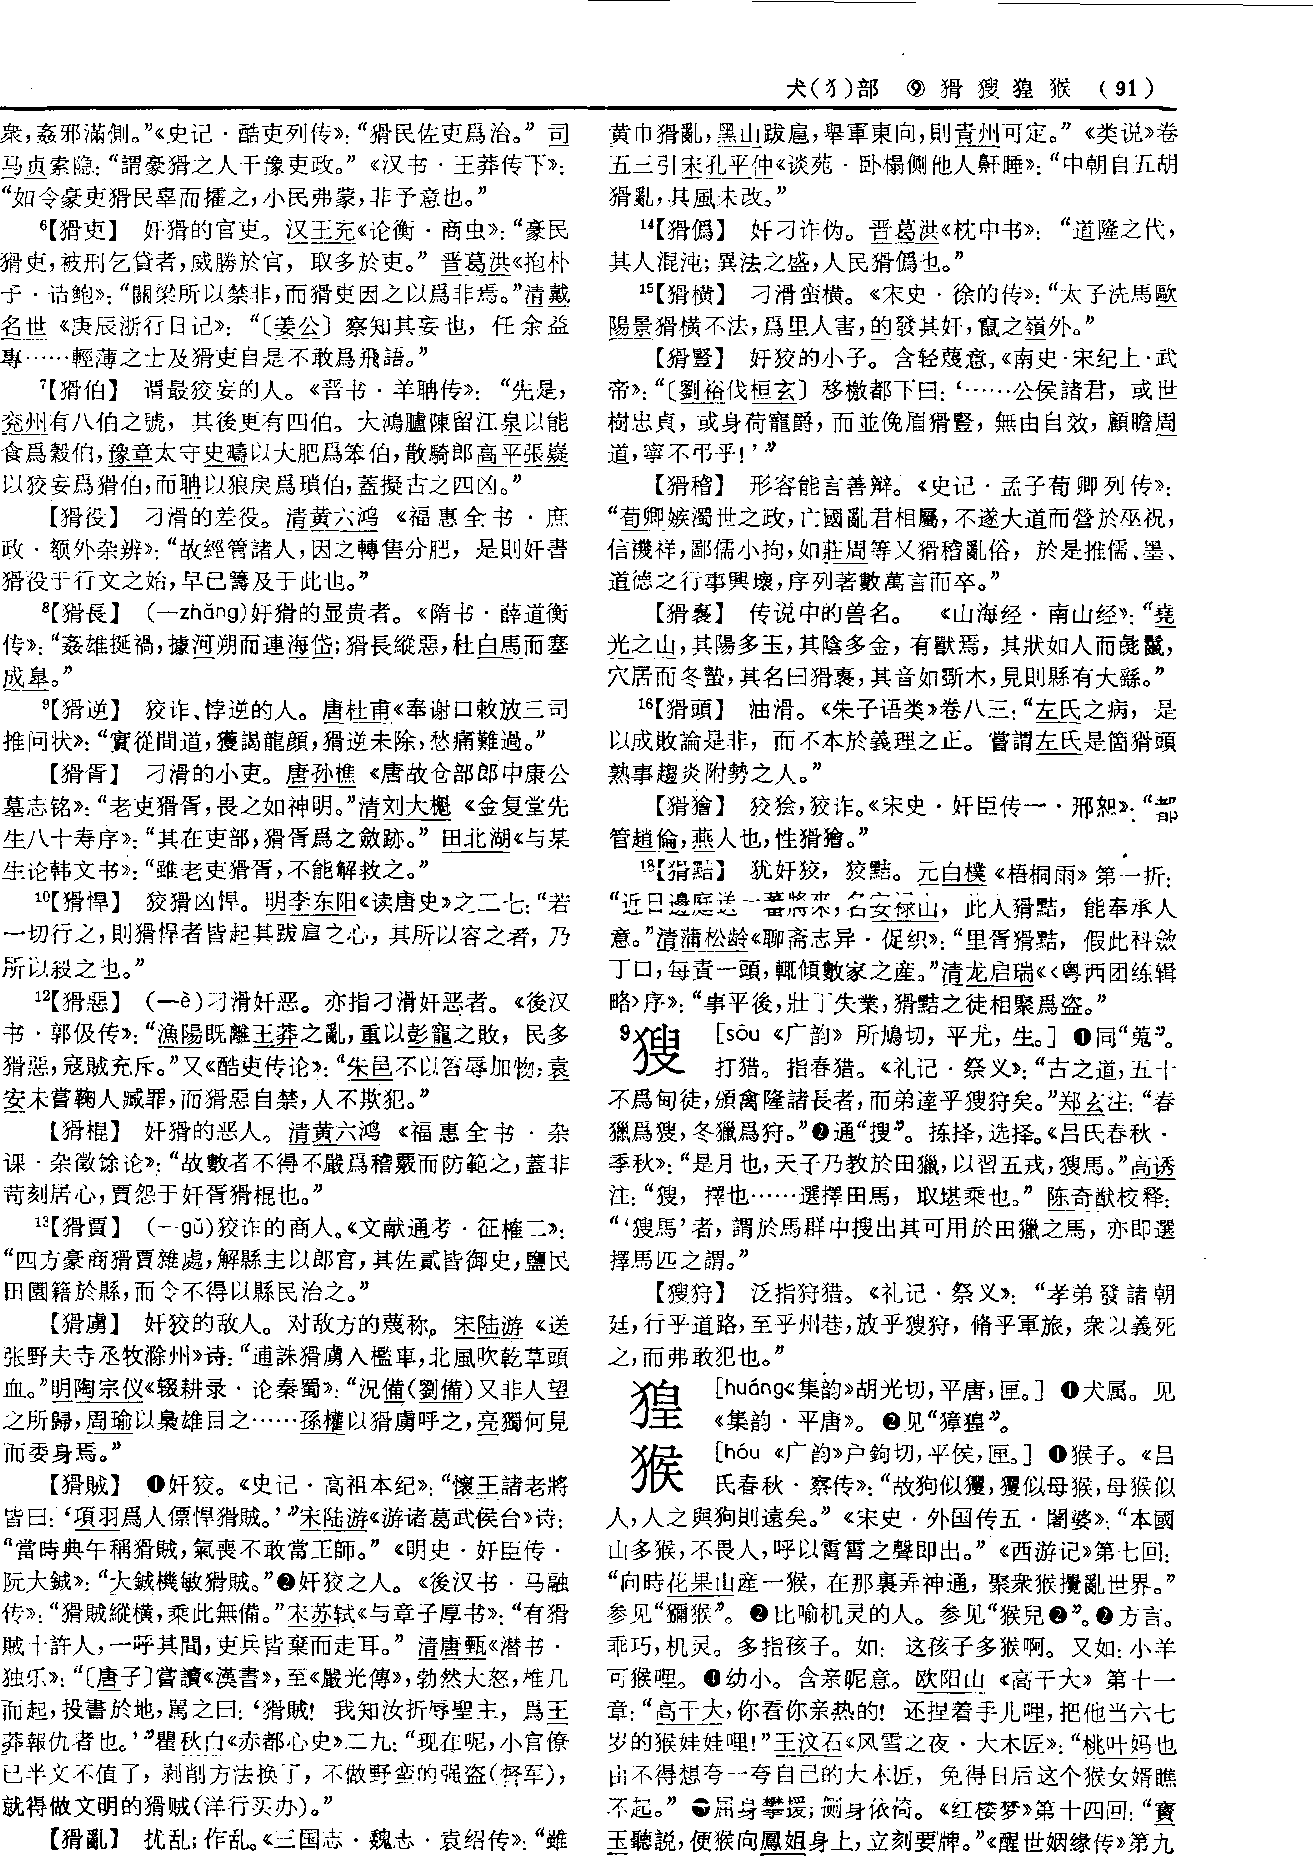 犬(犭)部　⑨　猾　獀　猩　猴　(91)
衆，姦邪滿側。”《史记·酷吏列传》：“猾民佐吏爲治。”司
马贞索隐：“謂豪猾之人干豫吏政。”《汉书·王莽传下》：
“如令豪吏猾民辜而攉之，小民弗蒙，非予意也。”
⁶【猾吏】　奸猾的官吏。汉王充《论衡·商虫》：“豪民
猾吏，被刑乞貸者，威勝於官，取多於吏。”晋葛洪《抱朴
子·诘鲍》：“關梁所以禁非，而猾吏因之以爲非焉。”清戴
名世《庚辰浙行日记》：“〔姜公〕察知其妄也，任余益
專……輕薄之士及猾吏自是不敢爲飛語。”
⁷【猾伯】　谓最狡妄的人。《晋书·羊聃传》：“先是，
兗州有八伯之號，其後更有四伯。大鴻臚陳留江泉以能
食爲穀伯，豫章太守史疇以大肥爲笨伯，散騎郎高平張嶷
以狡妄爲猾伯，而聃以狼戾爲瑣伯，蓋擬古之四凶。”
【猾役】　刁滑的差役。清黄六鸿《福惠全书·庶
政·额外杂辨》：“故經管諸人，因之轉售分肥，是則奸書
猾役于行文之始，早已籌及于此也。”
⁸【猾長】　(一zhǎng)奸猾的显贵者。《隋书·薛道衡
传》：“姦雄挺禍，據河朔而連海岱；猾長縱惡，杜白馬而塞
成皋。”
⁹【猾逆】　狡诈、悖逆的人。唐杜甫《奉谢口敕放三司
推问状》：“實從間道，獲謁龍顔，猾逆未除，愁痛難過。”
【猾胥】　刁滑的小吏。唐孙樵《唐故仓部郎中康公
墓志铭》：“老吏猾胥，畏之如神明。”清刘大櫆《金复堂先
生八十寿序》：“其在吏部，猾胥爲之斂跡。”田北湖《与某
生论韩文书》：“雖老吏猾胥，不能解救之。”
¹⁰【猾悍】　狡猾凶悍。明李东阳《读唐史》之二七：“若
一切行之，則猾悍者皆起其跋扈之心，其所以容之者，乃
所以殺之也。”
¹²【猾惡】　(一è)刁滑奸恶。亦指刁滑奸恶者。《後汉
书·郭伋传》：“漁陽既離王莽之亂，重以彭寵之敗，民多
猾惡，寇賊充斥。”又《酷吏传论》：“朱邑不以笞辱加物，袁
安未嘗鞠人臧罪，而猾惡自禁，人不欺犯。”
【猾棍】　奸猾的恶人。清黄六鸿《福惠全书·杂
课·杂徵馀论》：“故數者不得不嚴爲稽覈而防範之，蓋非
苛刻居心，賈怨于奸胥猾棍也。”
¹³【猾賈】　(一gǔ)狡诈的商人。《文献通考·征榷二》：
“四方豪商猾賈雜處，解縣主以郎官，其佐貳皆御史，鹽民
田園籍於縣，而令不得以縣民治之。”
【猾虜】　奸狡的敌人。对敌方的蔑称。宋陆游《送
张野夫寺丞牧滁州》诗：“逋誅猾虜入檻車，北風吹乾草頭
血。”明陶宗仪《辍耕录·论秦蜀》：“況備(劉備)又非人望
之所歸，周瑜以梟雄目之……孫權以猾虜呼之，亮獨何見
而委身焉。”
【猾賊】　❶奸狡。《史记·高祖本纪》：“懷王諸老將
皆曰：‘項羽爲人僄悍猾賊。’”宋陆游《游诸葛武侯台》诗：
“當時典午稱猾賊，氣喪不敢當王師。”《明史·奸臣传·
阮大鋮》：“大鋮機敏猾賊。”❷奸狡之人。《後汉书·马融
传》：“猾賊縱橫，乘此無備。”宋苏轼《与章子厚书》：“有猾
賊十許人，一呼其間，吏兵皆棄而走耳。”清唐甄《潜书·
独乐》：“〔唐子〕嘗讀《漢書》，至《嚴光傳》，勃然大怒，推几
而起，投書於地，罵之曰：‘猾賊！我知汝折辱聖主，爲王
莽報仇者也。’”瞿秋白《赤都心史》二九：“现在呢，小官僚
已半文不值了，剥削方法换了，不做野蛮的强盗(督军)，
就得做文明的猾贼(洋行买办)。”
【猾亂】　扰乱；作乱。《三国志·魏志·袁绍传》：“雖
黄巾猾亂，黑山跋扈，舉軍東向，則青州可定。”《类说》卷
五三引宋孔平仲《谈苑·卧榻侧他人鼾睡》：“中朝自五胡
猾亂，其風未改。”
¹⁴【猾僞】　奸刁诈伪。晋葛洪《枕中书》：“道隆之代，
其人混沌；異法之盛，人民猾僞也。”
¹⁵【猾橫】　刁滑蛮横。《宋史·徐的传》：“太子洗馬歐
陽景猾橫不法，爲里人害，的發其奸，竄之嶺外。”
【猾豎】　奸狡的小子。含轻蔑意。《南史·宋纪上·武
帝》：“〔劉裕伐桓玄〕移檄都下曰：‘……公侯諸君，或世
樹忠貞，或身荷寵爵，而並俛眉猾豎，無由自效，顧瞻周
道，寧不弔乎！’”
【猾稽】　形容能言善辩。《史记·孟子荀卿列传》：
“荀卿嫉濁世之政，亡國亂君相屬，不遂大道而營於巫祝，
信禨祥，鄙儒小拘，如莊周等又猾稽亂俗，於是推儒、墨、
道德之行事興壞，序列著數萬言而卒。”
【猾褢】　传说中的兽名。《山海经·南山经》：“堯
光之山，其陽多玉，其陰多金，有獸焉，其狀如人而彘鬣，
穴居而冬蟄，其名曰猾褢，其音如斲木，見則縣有大繇。”
¹⁶【猾頭】　油滑。《朱子语类》卷八三：“左氏之病，是
以成敗論是非，而不本於義理之正。嘗謂左氏是箇猾頭
熟事趨炎附勢之人。”
【猾獪】　狡狯，狡诈。《宋史·奸臣传一·邢恕》：“都
管趙倫，燕人也，性猾獪。”
¹⁸【猾黠】　犹奸狡，狡黠。元白樸《梧桐雨》第一折：
“近日邊庭送一蕃將來，名安禄山，此人猾黠，能奉承人
意。”清蒲松龄《聊斋志异·促织》：“里胥猾黠，假此科斂
丁口，每責一頭，輒傾數家之産。”清龙启瑞《〈粤西团练辑
略〉序》：“事平後，壯丁失業，猾黠之徒相聚爲盗。”
⁹獀　[sōu《广韵》所鳩切，平尤，生。]　❶同“蒐”。
打猎。指春猎。《礼记·祭义》：“古之道，五十
不爲甸徒，頒禽隆諸長者，而弟達乎獀狩矣。”郑玄注：“春
獵爲獀，冬獵爲狩。”❷通“搜”。拣择，选择。《吕氏春秋·
季秋》：“是月也，天子乃教於田獵，以習五戎，獀馬。”高诱
注：“獀，擇也……選擇田馬，取堪乘也。”陈奇猷校释：
“‘獀馬’者，謂於馬群中搜出其可用於田獵之馬，亦即選
擇馬匹之謂。”
【獀狩】　泛指狩猎。《礼记·祭义》：“孝弟發諸朝
廷，行乎道路，至乎州巷，放乎獀狩，脩乎軍旅，衆以義死
之，而弗敢犯也。”
猩　[huáng《集韵》胡光切，平唐，匣。]　❶犬属。见
《集韵·平唐》。❷见“獐猩”。
猴　[hóu《广韵》户鉤切，平侯，匣。]　❶猴子。《吕
氏春秋·察传》：“故狗似玃，玃似母猴，母猴似
人，人之與狗則遠矣。”《宋史·外国传五·闍婆》：“本國
山多猴，不畏人，呼以霄霄之聲即出。”《西游记》第七回：
“向時花果山産一猴，在那裏弄神通，聚衆猴攪亂世界。”
参见“獼猴”。❷比喻机灵的人。参见“猴兒❷”。❷方言。
乖巧，机灵。多指孩子。如：这孩子多猴啊。又如：小羊
可猴哩。❹幼小。含亲昵意。欧阳山《高干大》第十一
章：“高干大，你看你亲热的！还捏着手儿哩，把他当六七
岁的猴娃娃哩！”王汶石《风雪之夜·大木匠》：“桃叶妈也
由不得想夸一夸自己的大木匠，免得日后这个猴女婿瞧
不起。”屈身攀援；侧身依倚。《红楼梦》第十四回：“寶
玉聽説，便猴向鳳姐身上，立刻要牌。”《醒世姻缘传》第九